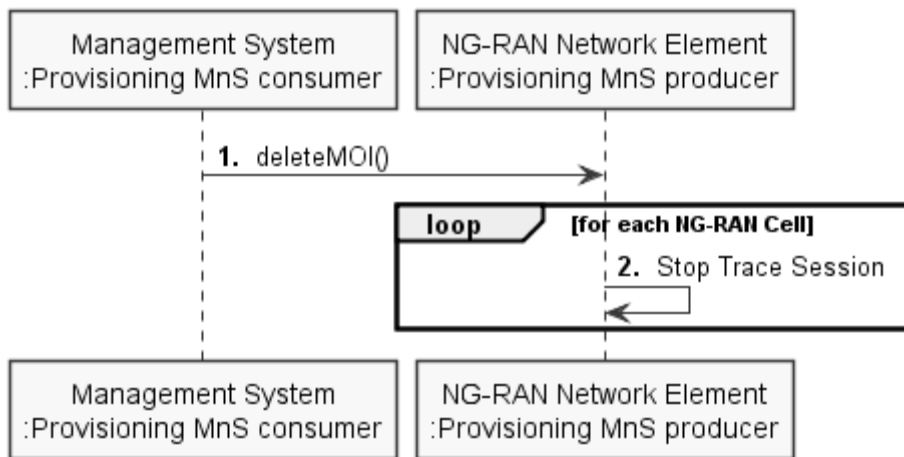 Management System
:Provisioning MnS consumer
NG-RAN Network Element
:Provisioning MnS producer
1. deleteMOI()
loop [for each NG-RAN Cell]
2. Stop Trace Session
Management System
:Provisioning MnS consumer
NG-RAN Network Element
:Provisioning MnS producer